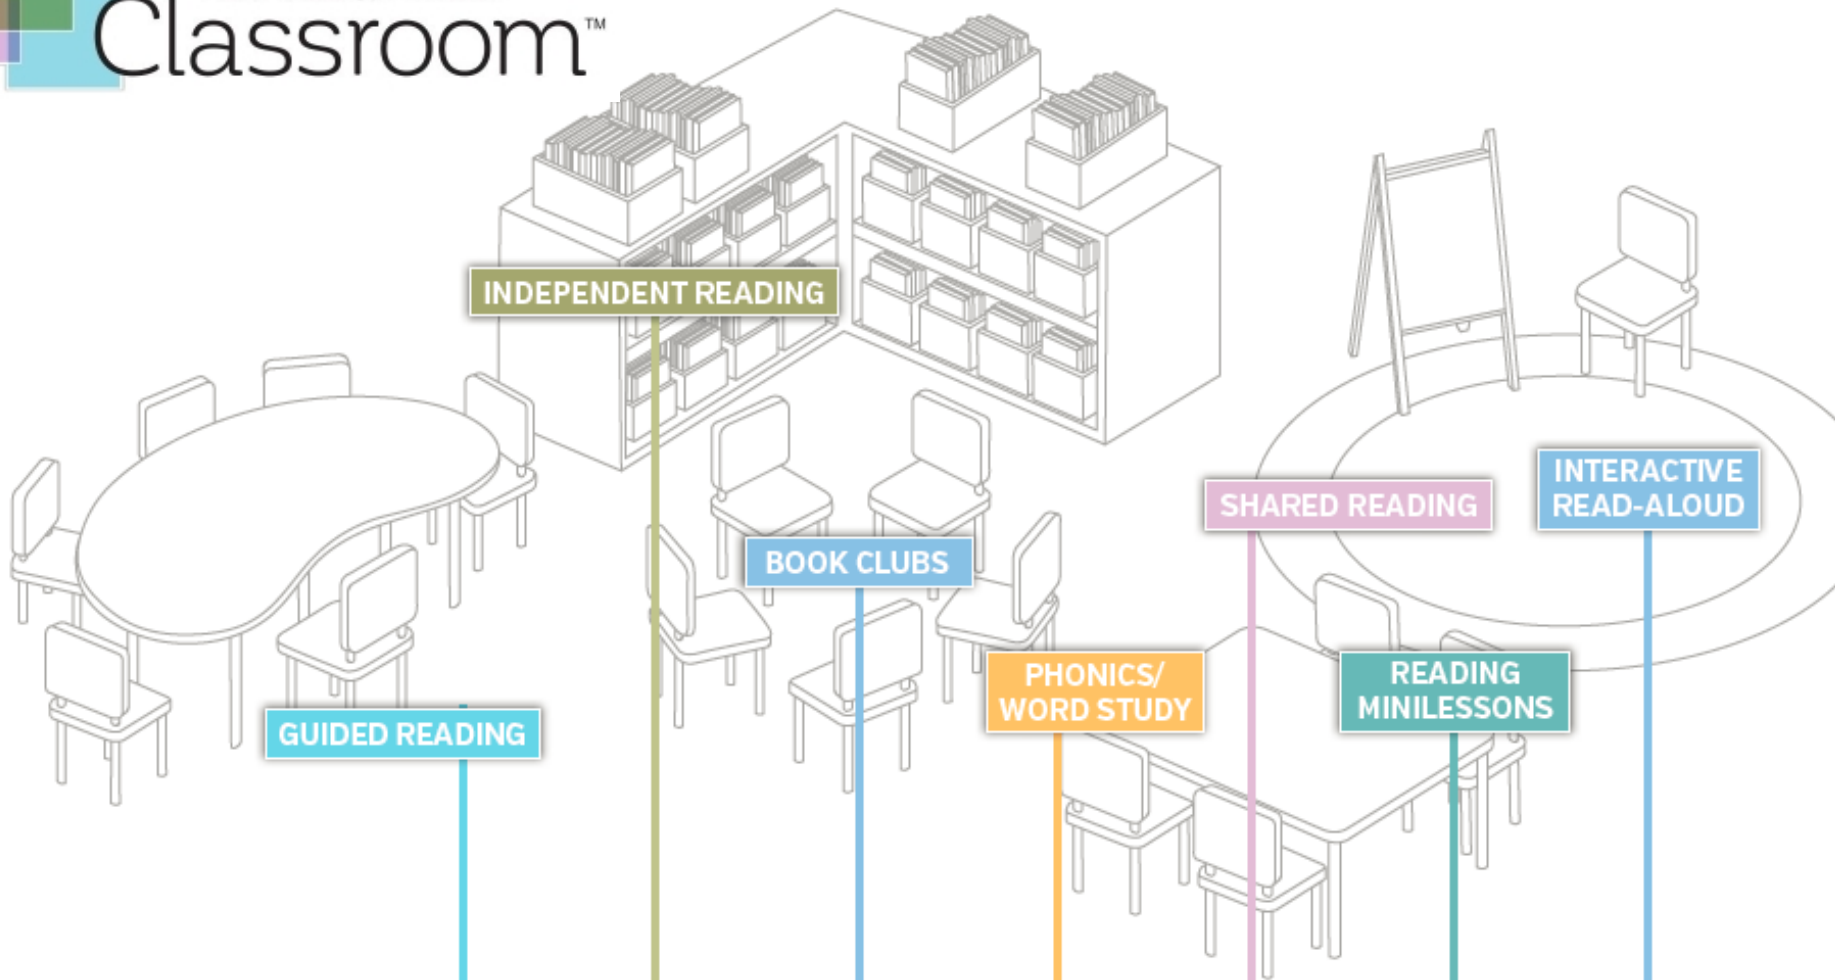 Classroom™
INDEPENDENT READING
INTERACTIVE
READ-ALOUD
SHARED READING
BOOK CLUBS
PHONICS/
WORD STUDY
READING
MINILESSONS
GUIDED READING